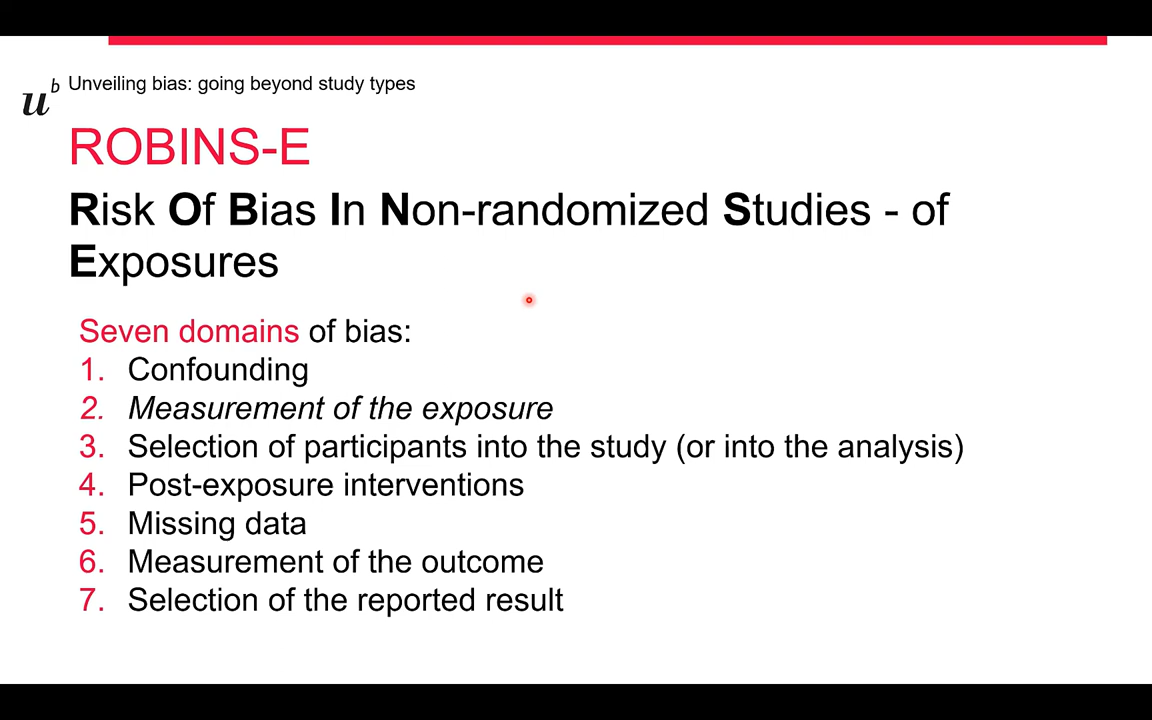 Unveiling bias: going beyond study types
u^b
ROBINS-E
Risk Of Bias In Non-randomized Studies - of
Exposures
Seven domains of bias:
1. Confounding
2. Measurement of the exposure
3. Selection of participants into the study (or into the analysis)
4. Post-exposure interventions
5. Missing data
6. Measurement of the outcome
7. Selection of the reported result